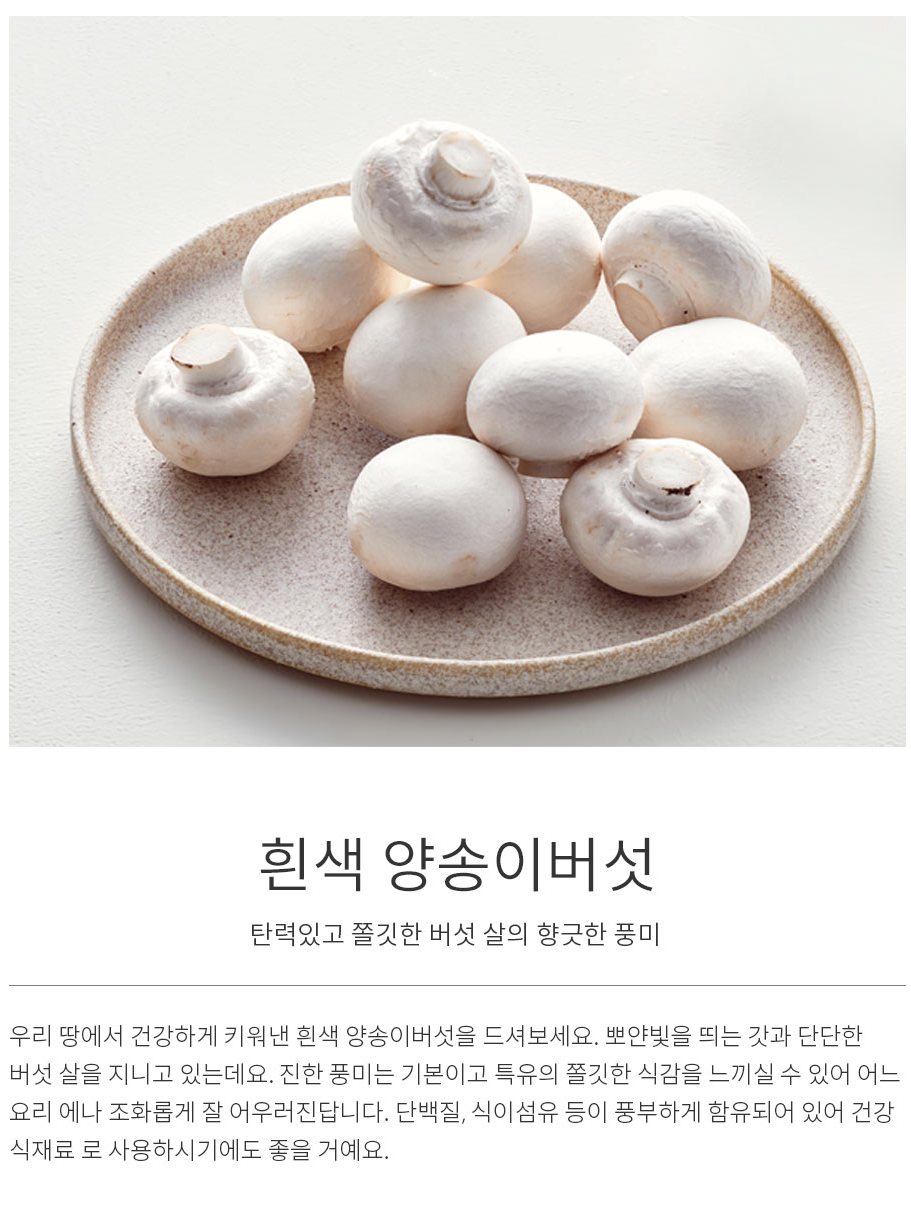 흰색 양송이버섯
탄력있고 쫄깃한 버섯 살의 향긋한 풍미
우리 땅에서 건강하게 키워낸 흰색 양송이버섯을 드셔보세요. 뽀얀빛을 띄는 갓과 단단한
버섯 살을 지니고 있는데요. 진한 풍미는 기본이고 특유의 쫄깃한 식감을 느끼실 수 있어 어느
요리 에나 조화롭게 잘 어우러진답니다. 단백질, 식이섬유 등이 풍부하게 함유되어 있어 건강
식재료 로 사용하시기에도 좋을 거예요.